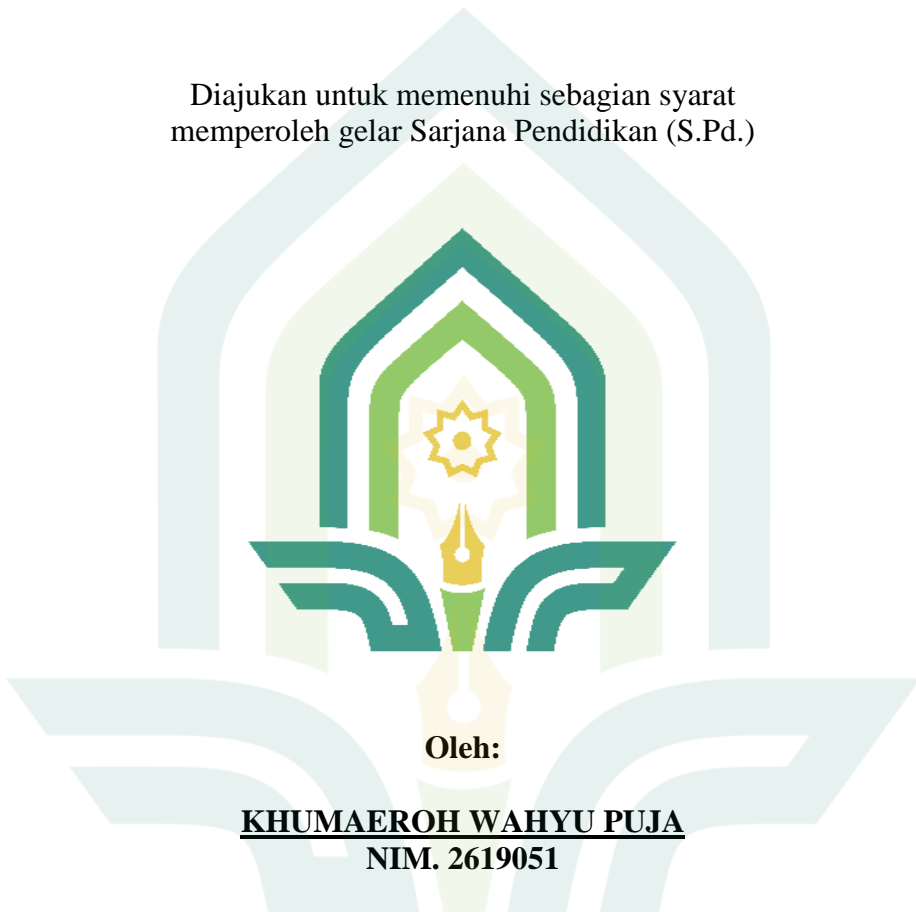 Diajukan untuk memenuhi sebagian syarat
memperoleh gelar Sarjana Pendidikan (S.Pd.)
Oleh:
KHUMAEROH WAHYU PUJA
NIM. 2619051